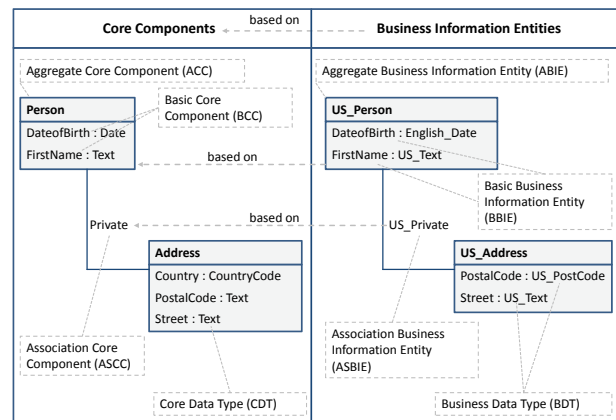 Core Components
based on
Business Information Entities
Aggregate Core Component (ACC)
Person
DateofBirth : Date
FirstName : Text
Basic Core
Component (BCC)
Aggregate Business Information Entity (ABIE)
US_Person
DateofBirth : English_Date
FirstName : US_Text
based on
Basic Business
Information Entity
(BBIE)
Private
based on
US_Private
Address
Country : CountryCode
PostalCode : Text
Street : Text
US_Address
PostalCode : US_PostCode
Street : US_Text
Association Core
Component (ASCC)
Association Business
Information Entity
(ASBIE)
Core Data Type (CDT)
Business Data Type (BDT)